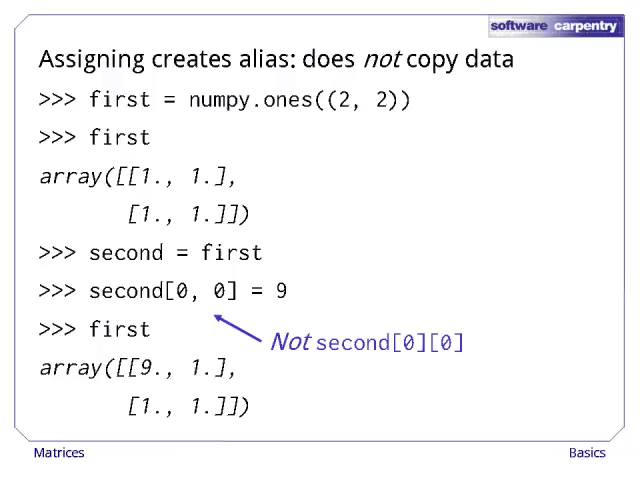 software carpentry
Assigning creates alias: does not copy data
>>> first = numpy.ones((2, 2))
>>> first
array([[1., 1.],
[1., 1.]])
>>> second = first
>>> second[0, 0] = 9
>>> first
Not second[0][0]
array([[9., 1.],
[1., 1.]])
Matrices
Basics